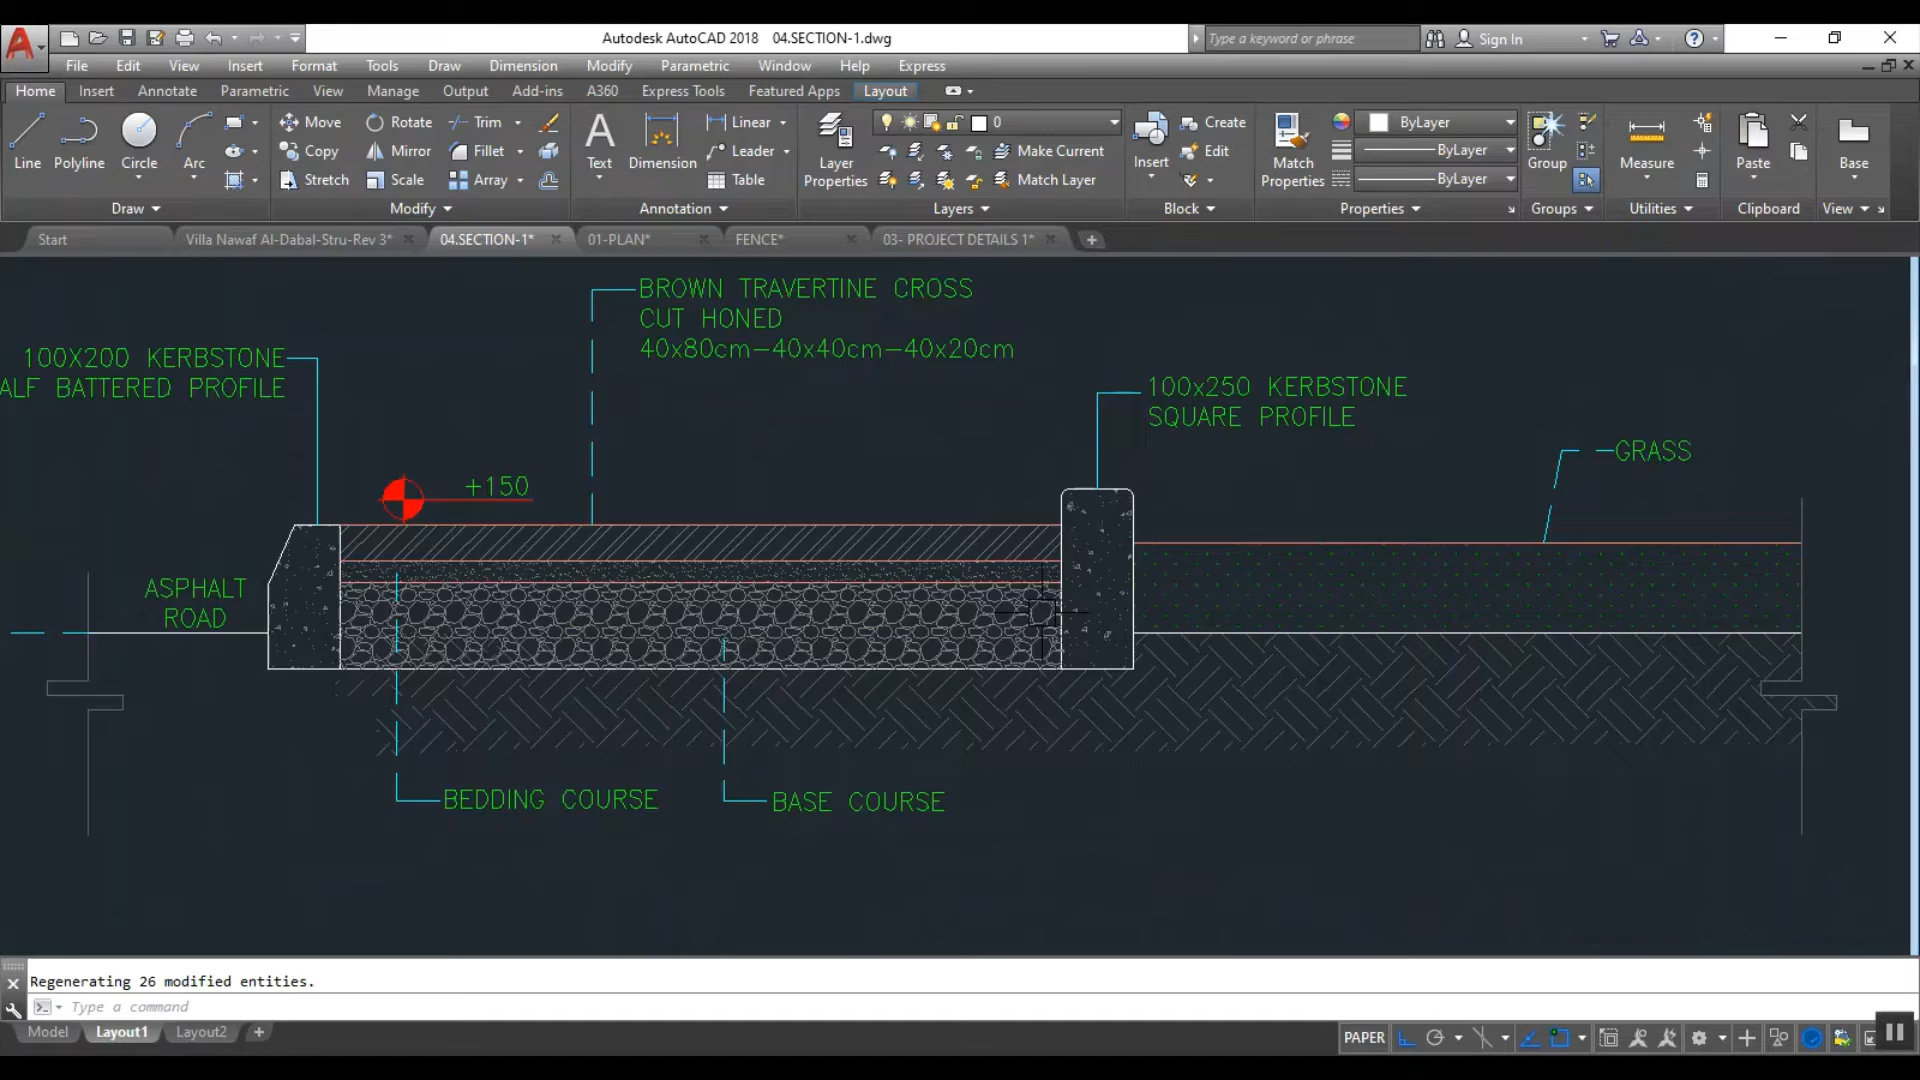 Autodesk AutoCAD 2018 04.SECTION-1.dwg
Type a keyword or phrase
Sign In
File Edit View Insert Format Tools Draw Dimension Modify Parametric Window Help Express
Home Insert Annotate Parametric View Manage Output Add-ins A360 Express Tools Featured Apps Layout
Line Polyline Circle Arc
Move Rotate Trim
Copy Mirror Fillet
Stretch Scale Array
Text Dimension
Linear
Leader
Table
Layer
Properties
0
Make Current
Match Layer
Insert
Create
Edit
Match
Properties
ByLayer
ByLayer
ByLayer
Group
Measure
Paste
Base
Draw Modify Annotation Layers Block Properties Groups Utilities Clipboard View
Start Villa Nawaf Al-Dabal-Stru-Rev 3* 04.SECTION-1* 01-PLAN* FENCE* 03- PROJECT DETAILS 1*
BROWN TRAVERTINE CROSS
CUT HONED
40x80cm-40x40cm-40x20cm
100X200 KERBSTONE
ALF BATTERED PROFILE
100x250 KERBSTONE
SQUARE PROFILE
GRASS
+150
ASPHALT
ROAD
BEDDING COURSE
BASE COURSE
Regenerating 26 modified entities.
Type a command
Model Layout1 Layout2
PAPER